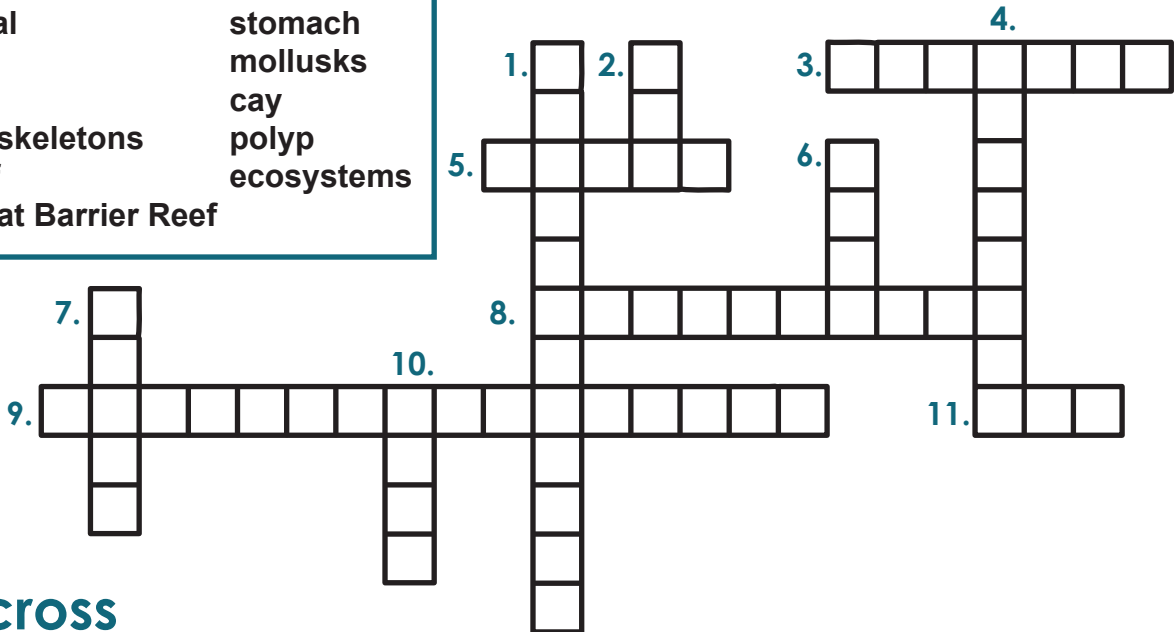 al stomach
mollusks
cay
skeletons polyp
ecosystems
at Barrier Reef
4.
1. 2. 3.
5. 6.
7. 8.
10.
9. 11.
cross